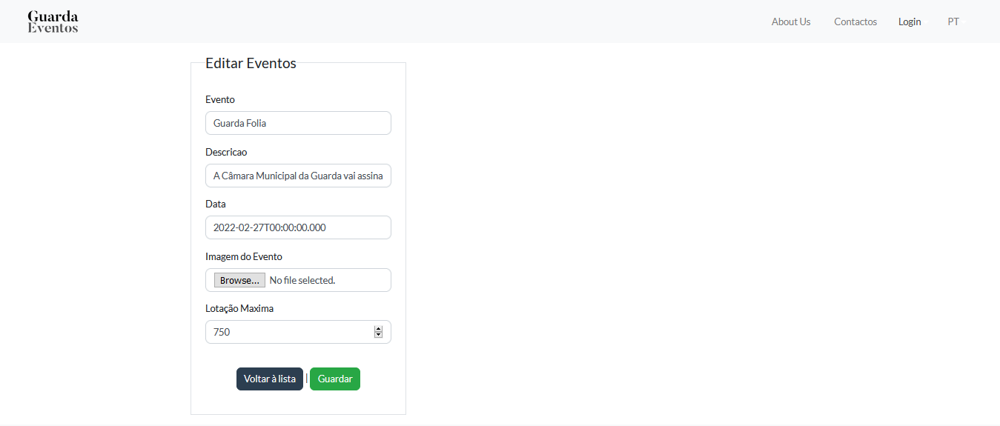 Guarda
Eventos
About Us
Contactos
Login
PT
Editar Eventos
Evento
Guarda Folia
Descricao
A Câmara Municipal da Guarda vai assina
Data
2022-02-27T00:00:00.000
Imagem do Evento
Browse... No file selected.
Lotação Maxima
750
Voltar à lista | Guardar